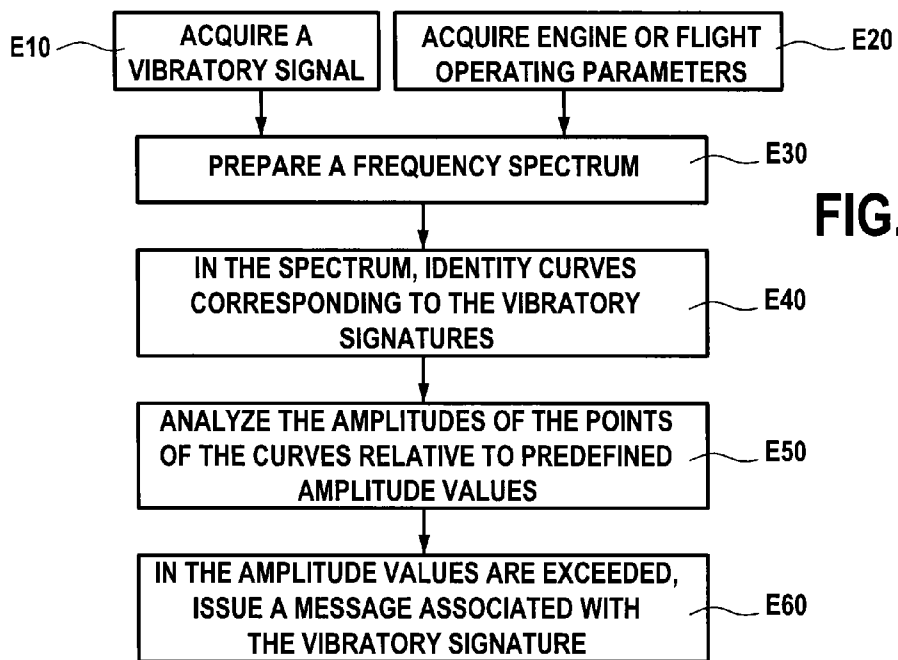 E10
ACQUIRE A
VIBRATORY SIGNAL
ACQUIRE ENGINE OR FLIGHT
OPERATING PARAMETERS
E20
PREPARE A FREQUENCY SPECTRUM
E30
FIG.
IN THE SPECTRUM, IDENTITY CURVES
CORRESPONDING TO THE VIBRATORY
SIGNATURES
E40
ANALYZE THE AMPLITUDES OF THE POINTS
OF THE CURVES RELATIVE TO PREDEFINED
AMPLITUDE VALUES
E50
IN THE AMPLITUDE VALUES ARE EXCEEDED,
ISSUE A MESSAGE ASSOCIATED WITH
THE VIBRATORY SIGNATURE
E60